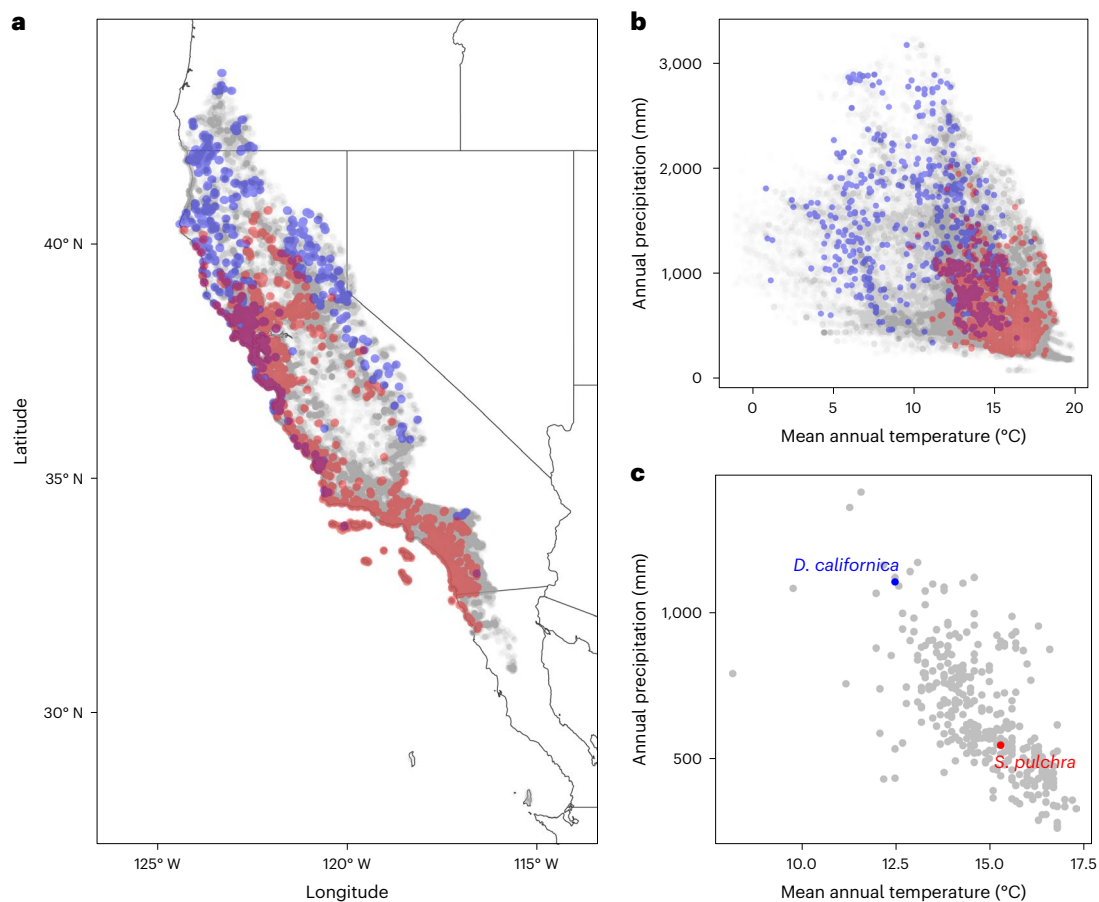 a
Latitude
40° N
35° N
30° N
125° W
120° W
115° W
Longitude
b
Annual precipitation (mm)
3,000
2,000
1,000
0
0
5
10
15
20
Mean annual temperature (°C)
c
Annual precipitation (mm)
1,000
500
D. californica
S. pulchra
10.0
12.5
15.0
17.5
Mean annual temperature (°C)